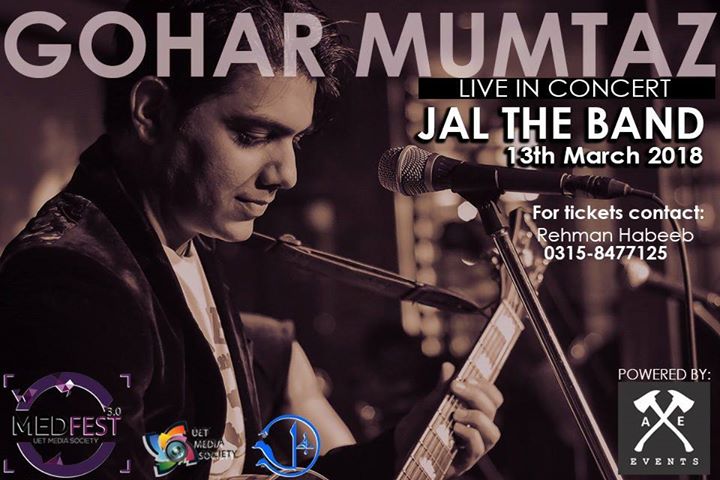 GOHAR MUMTAZ
LIVE IN CONCERT
JAL THE BAND
13th March 2018
For tickets contact:
Rehman Habeeb
0315-8477125
3.0
MEDFEST
UET MEDIA SOCIETY
UET
MEDIA
SOCIETY
POWERED BY:
A E
EVENTS